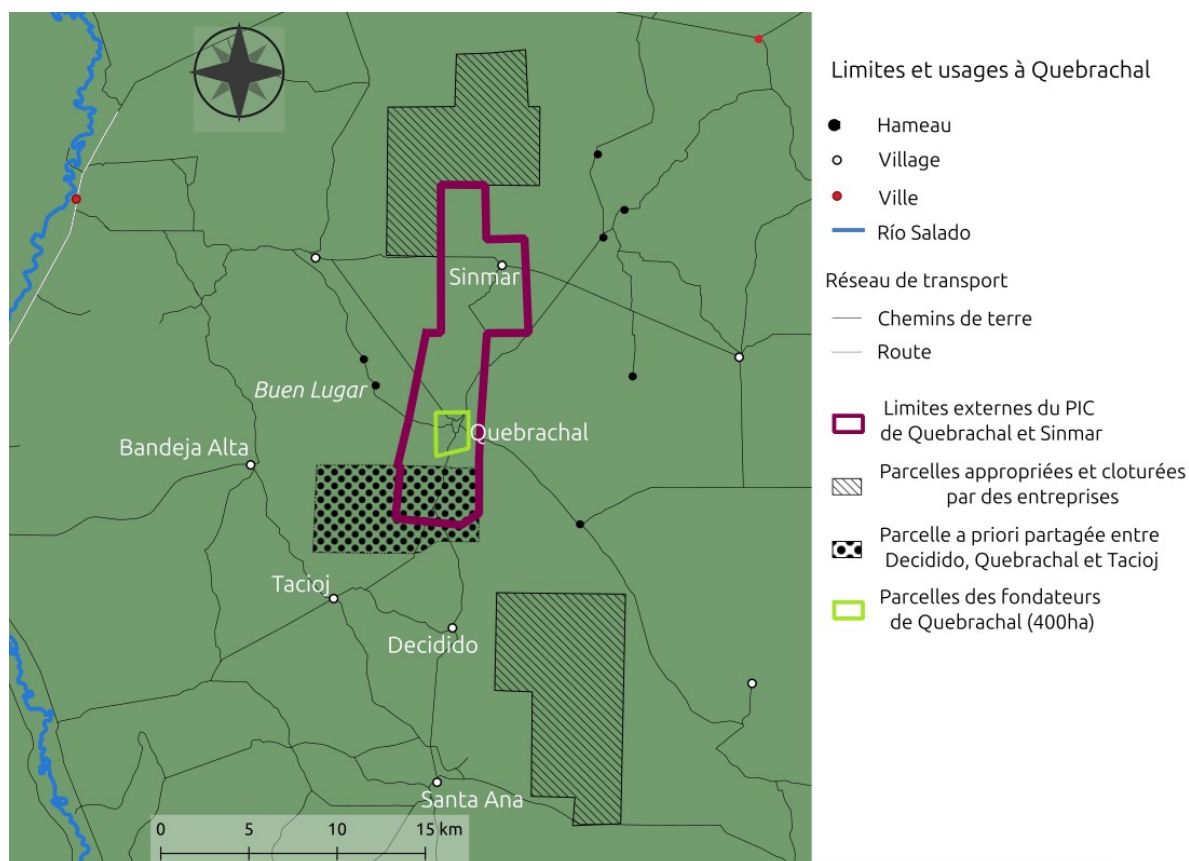 Limites et usages à Quebrachal
Hameau
Village
Ville
Río Salado
Réseau de transport
Chemins de terre
Route
Limites externes du PIC
de Quebrachal et Sinmar
Parcelles appropriées et cloturées
par des entreprises
Parcelle a priori partagée entre
Decidido, Quebrachal et Tacioj
Parcelles des fondateurs
de Quebrachal (400ha)
Sinmar
Buen Lugar
Quebrachal
Bandeja Alta
Tacioj
Decidido
Santa Ana
0 5 10 15 km